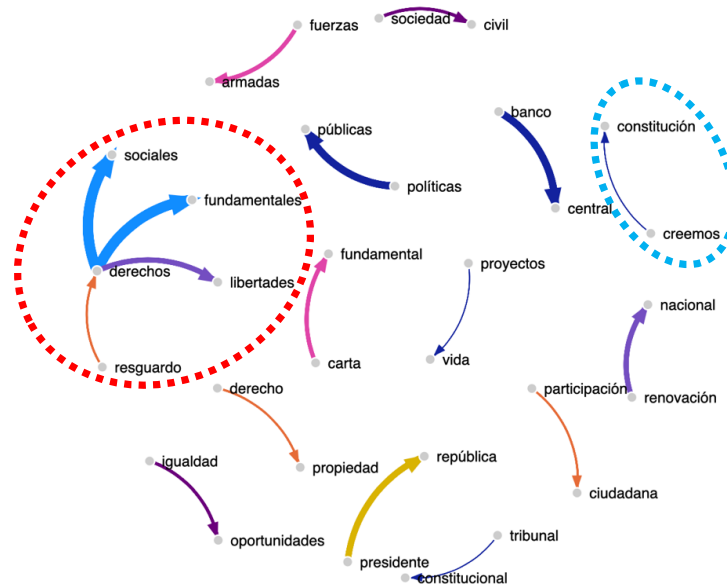 fuerzas
sociedad
civil
armadas
banco
públicas
constitución
sociales
políticas
fundamentales
central
creemos
fundamental
proyectos
derechos
libertades
nacional
resguardo
carta
vida
derecho
participación
renovación
igualdad
propiedad
república
ciudadana
oportunidades
tribunal
presidente
constitucional